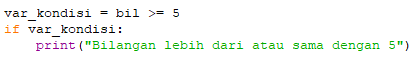 var_kondisi = bil >= 5
if var_kondisi:
    print("Bilangan lebih dari atau sama dengan 5")